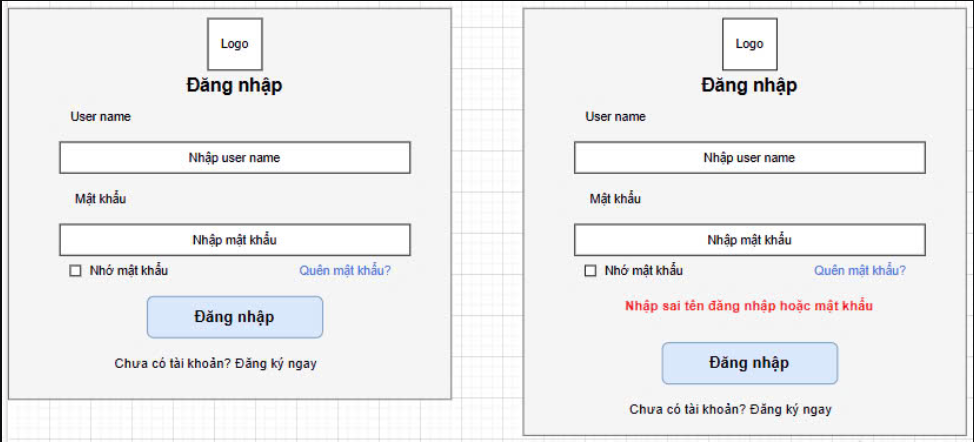 Logo
Đăng nhập
User name
Nhập user name
Mật khẩu
Nhập mật khẩu
Nhớ mật khẩu Quên mật khẩu?
Đăng nhập
Chưa có tài khoản? Đăng ký ngay
Logo
Đăng nhập
User name
Nhập user name
Mật khẩu
Nhập mật khẩu
Nhớ mật khẩu Quên mật khẩu?
Nhập sai tên đăng nhập hoặc mật khẩu
Đăng nhập
Chưa có tài khoản? Đăng ký ngay